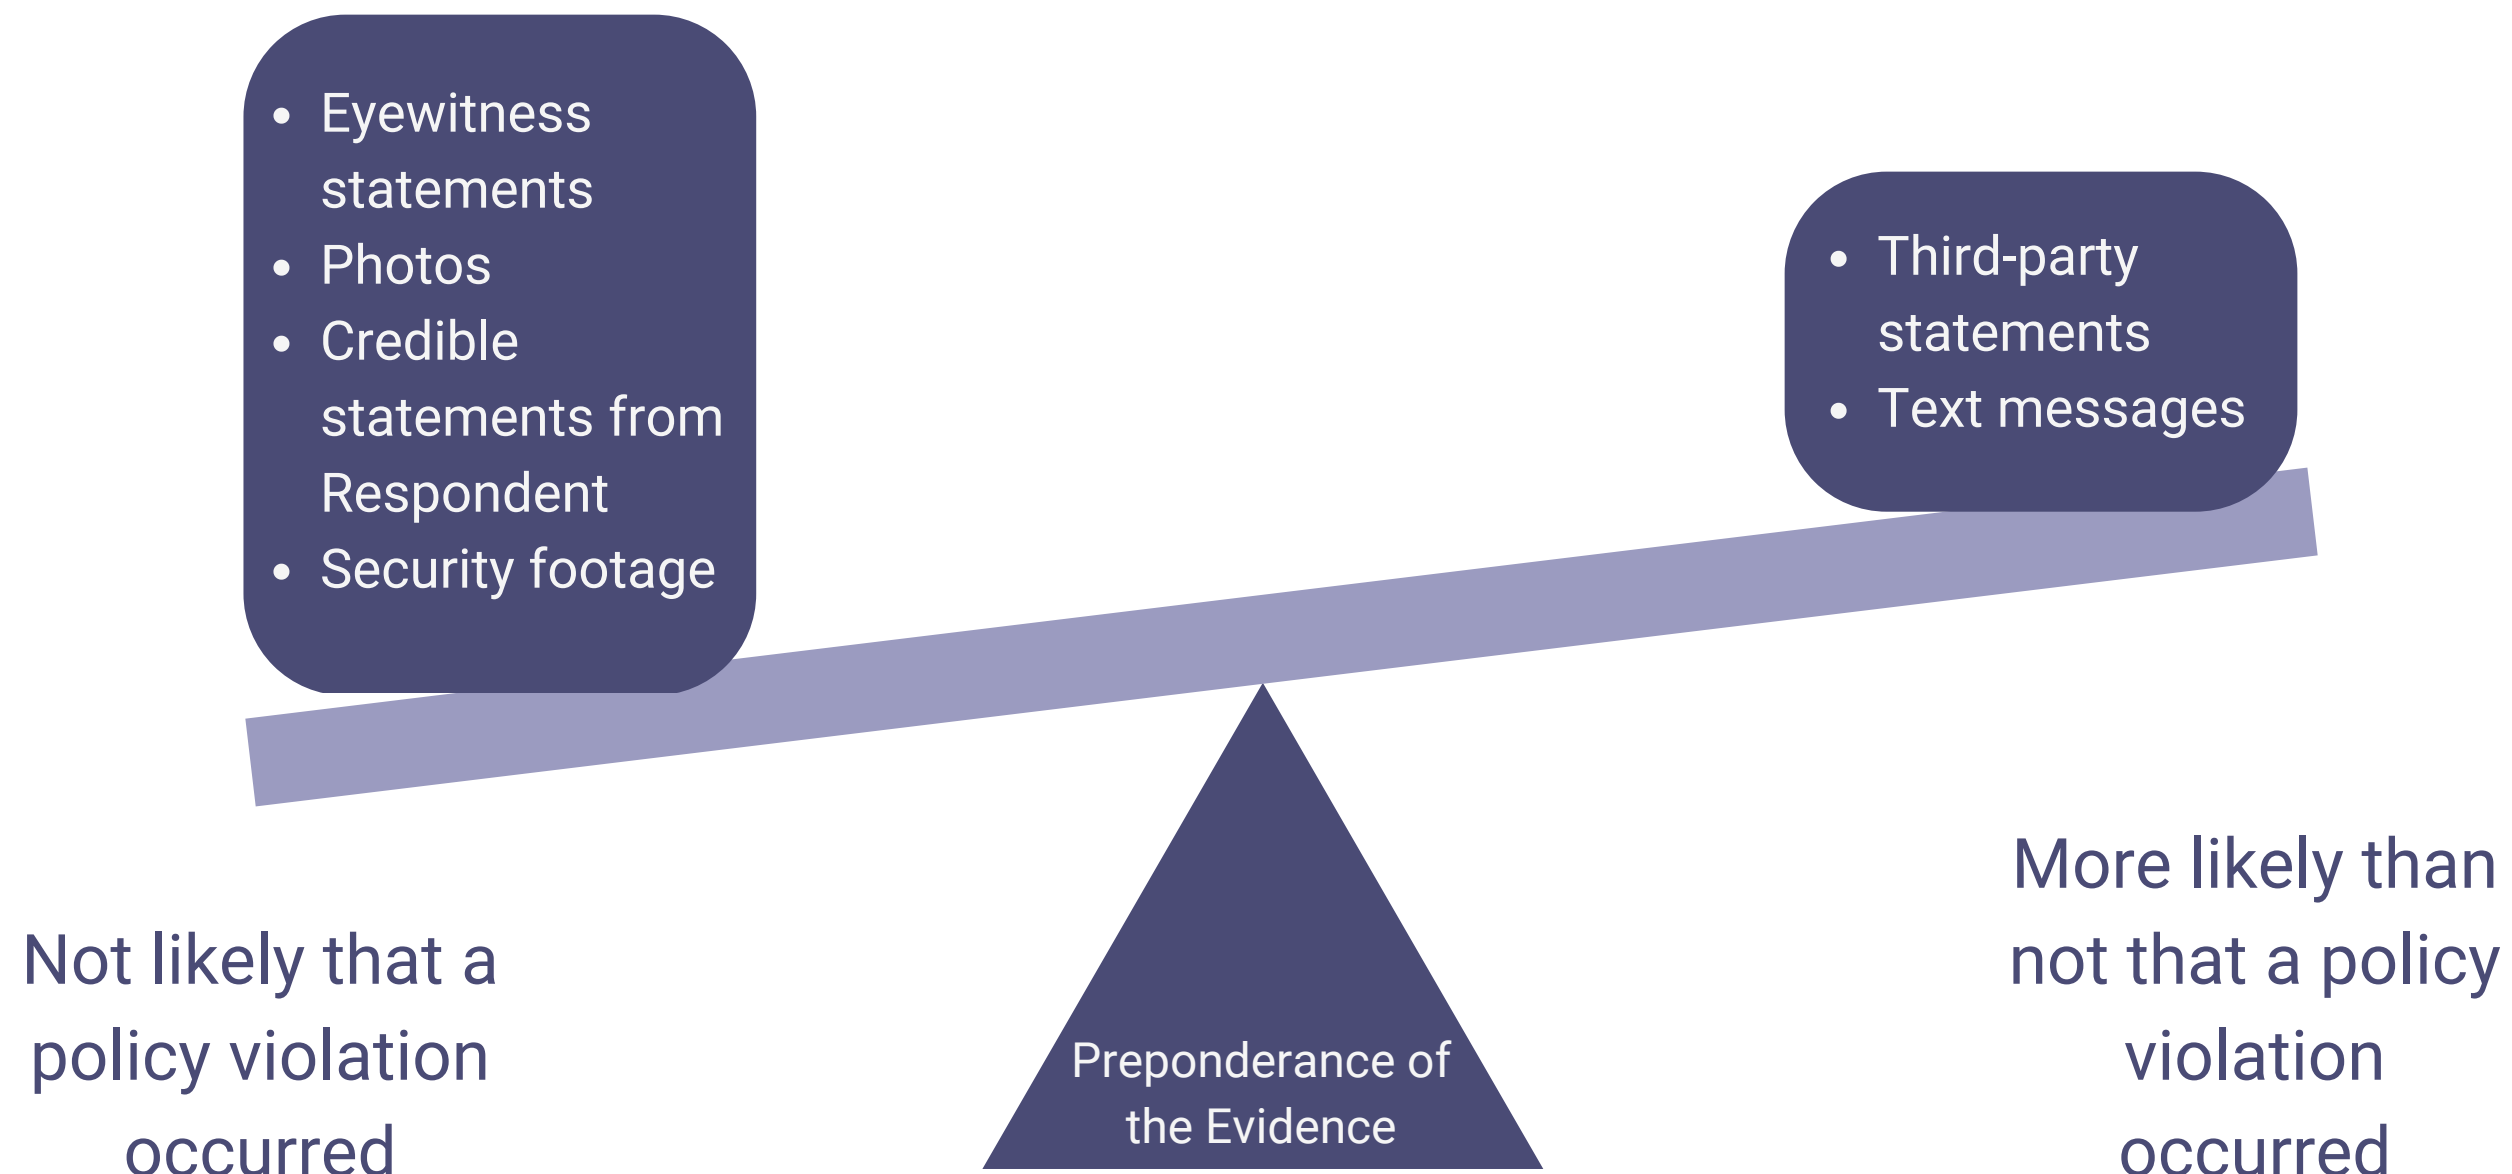 Eyewitness
statements
Photos
Credible
statements from
Respondent
Security footage
Third-party
statements
Text messages
Not likely that a
policy violation
occurred
More likely than
not that a policy
violation
occurred
Preponderance of
the Evidence